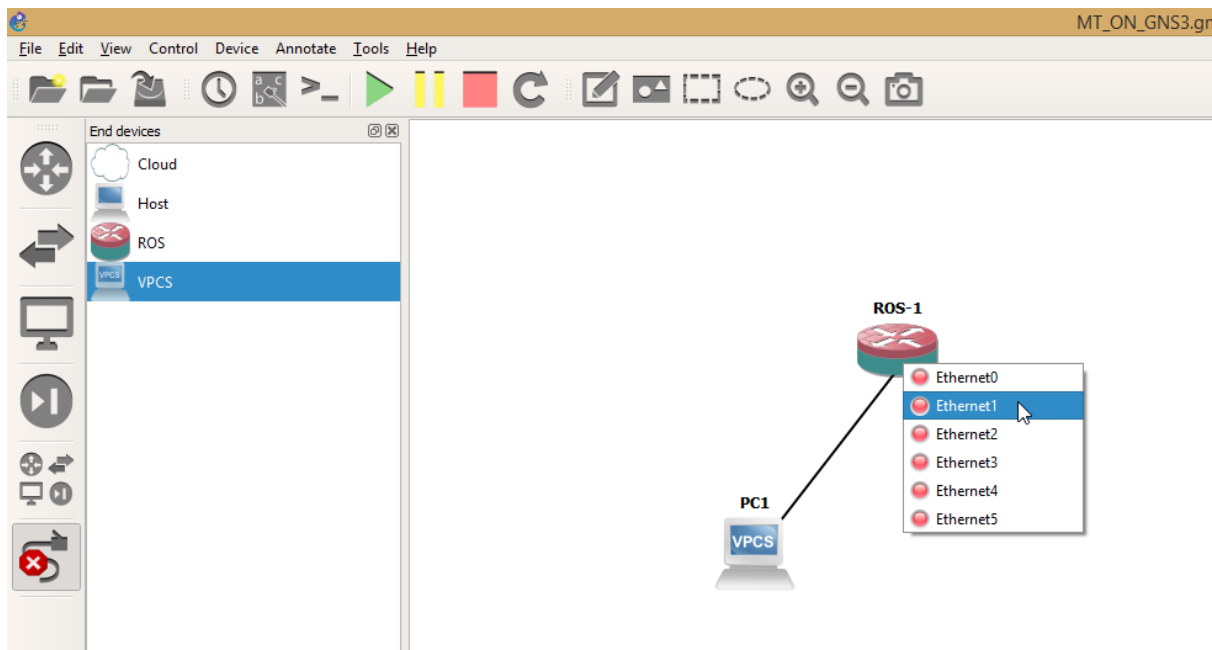 MT_ON_GNS3.gn
File Edit View Control Device Annotate Tools Help
End devices
Cloud
Host
ROS
VPCS
VPCS
ROS-1
Ethernet0
Ethernet1
Ethernet2
Ethernet3
Ethernet4
Ethernet5
PC1
VPCS